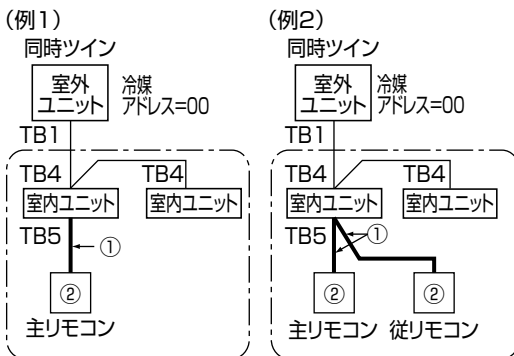 (例1)
同時ツイン
室外
ユニット
冷媒
アドレス=00
TB1
TB4
TB4
室内ユニット
室内ユニット
TB5
①
②
主リモコン
(例2)
同時ツイン
室外
ユニット
冷媒
アドレス=00
TB1
TB4
TB4
室内ユニット
室内ユニット
TB5
①
②
②
主リモコン
従リモコン